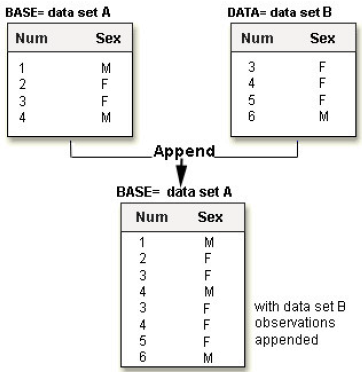 BASE= data set A
Num Sex
1 M
2 F
3 F
4 M
DATA= data set B
Num Sex
3 F
4 F
5 F
6 M
Append
BASE= data set A
Num Sex
1 M
2 F
3 F
4 M
3 F
4 F
5 F
6 M
with data set B
observations
appended